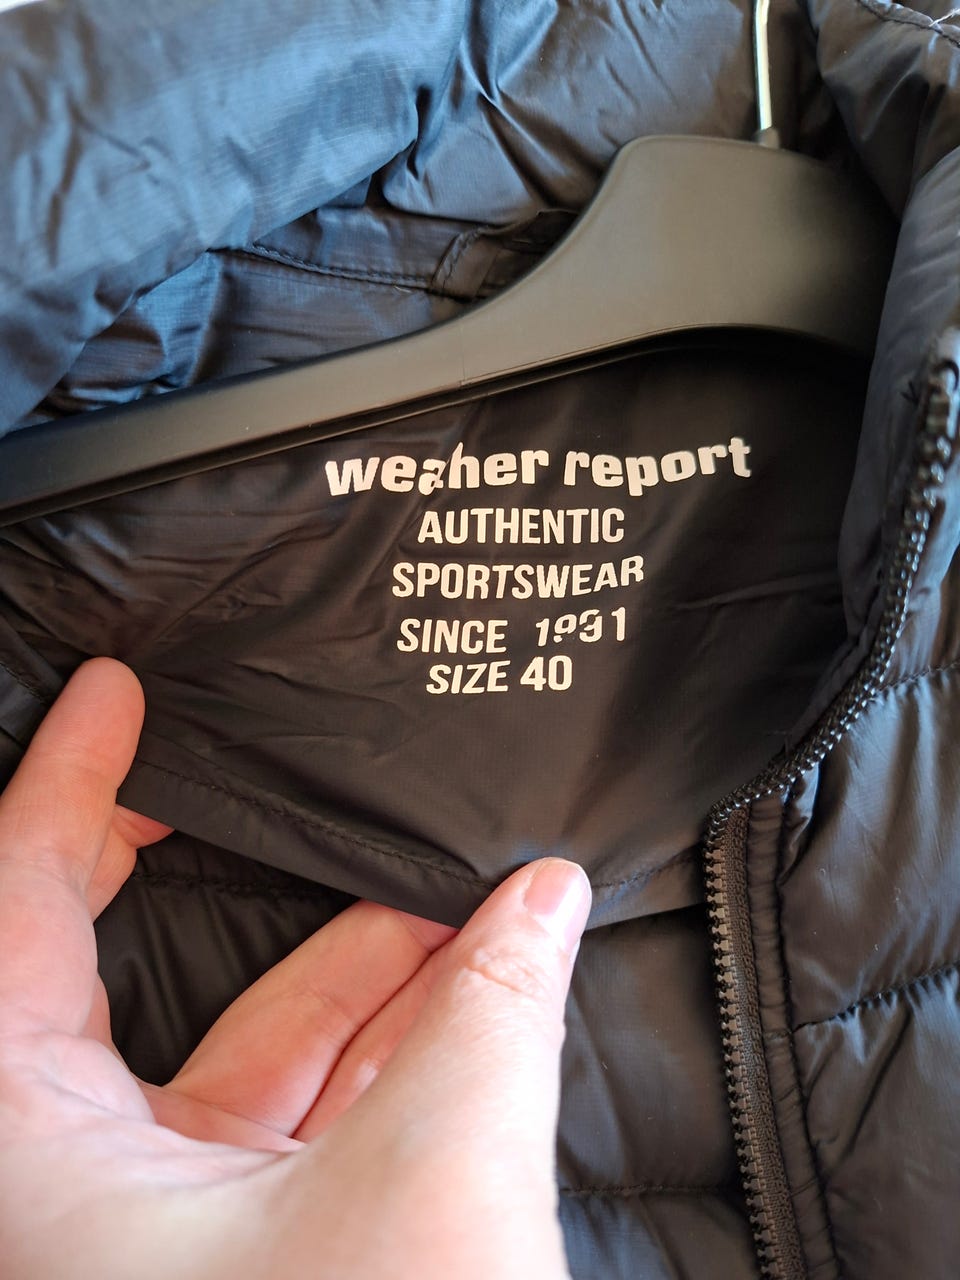 weather report
AUTHENTIC
SPORTSWEAR
SINCE 1991
SIZE 40